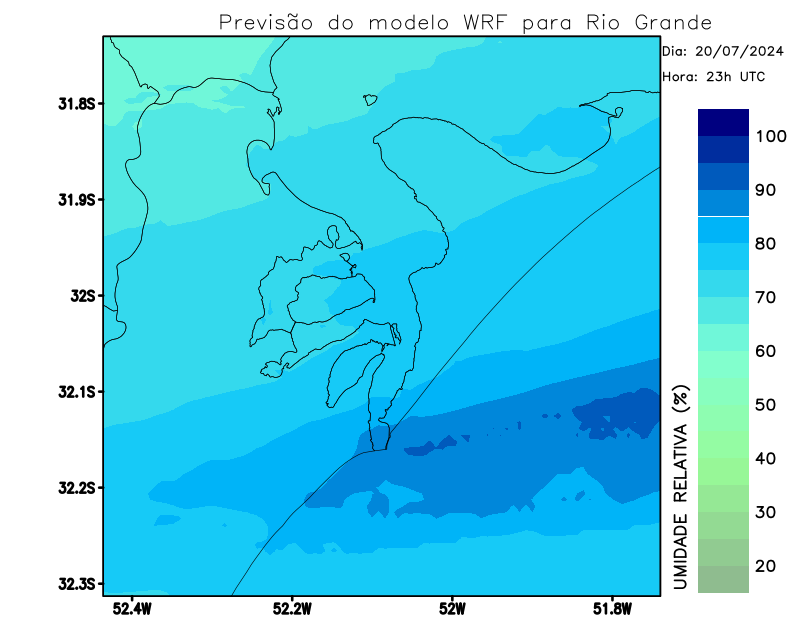 Previsão do modelo WRF para Rio Grande
Dia: 20/07/2024
Hora: 23h UTC
31.8S
31.9S
32S
32.1S
32.2S
32.3S
52.4W
52.2W
52W
51.8W
100
90
80
70
60
50
40
30
20
UMIDADE RELATIVA (%)